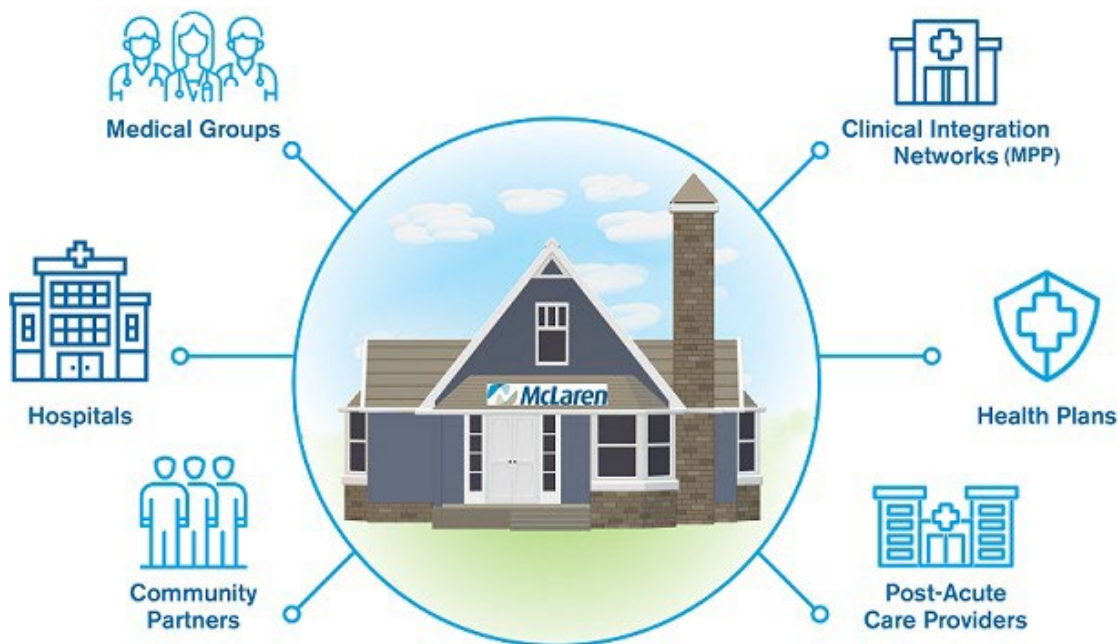 Medical Groups
Clinical Integration
Networks (MPP)
Hospitals
McLaren
Health Plans
Community
Partners
Post-Acute
Care Providers